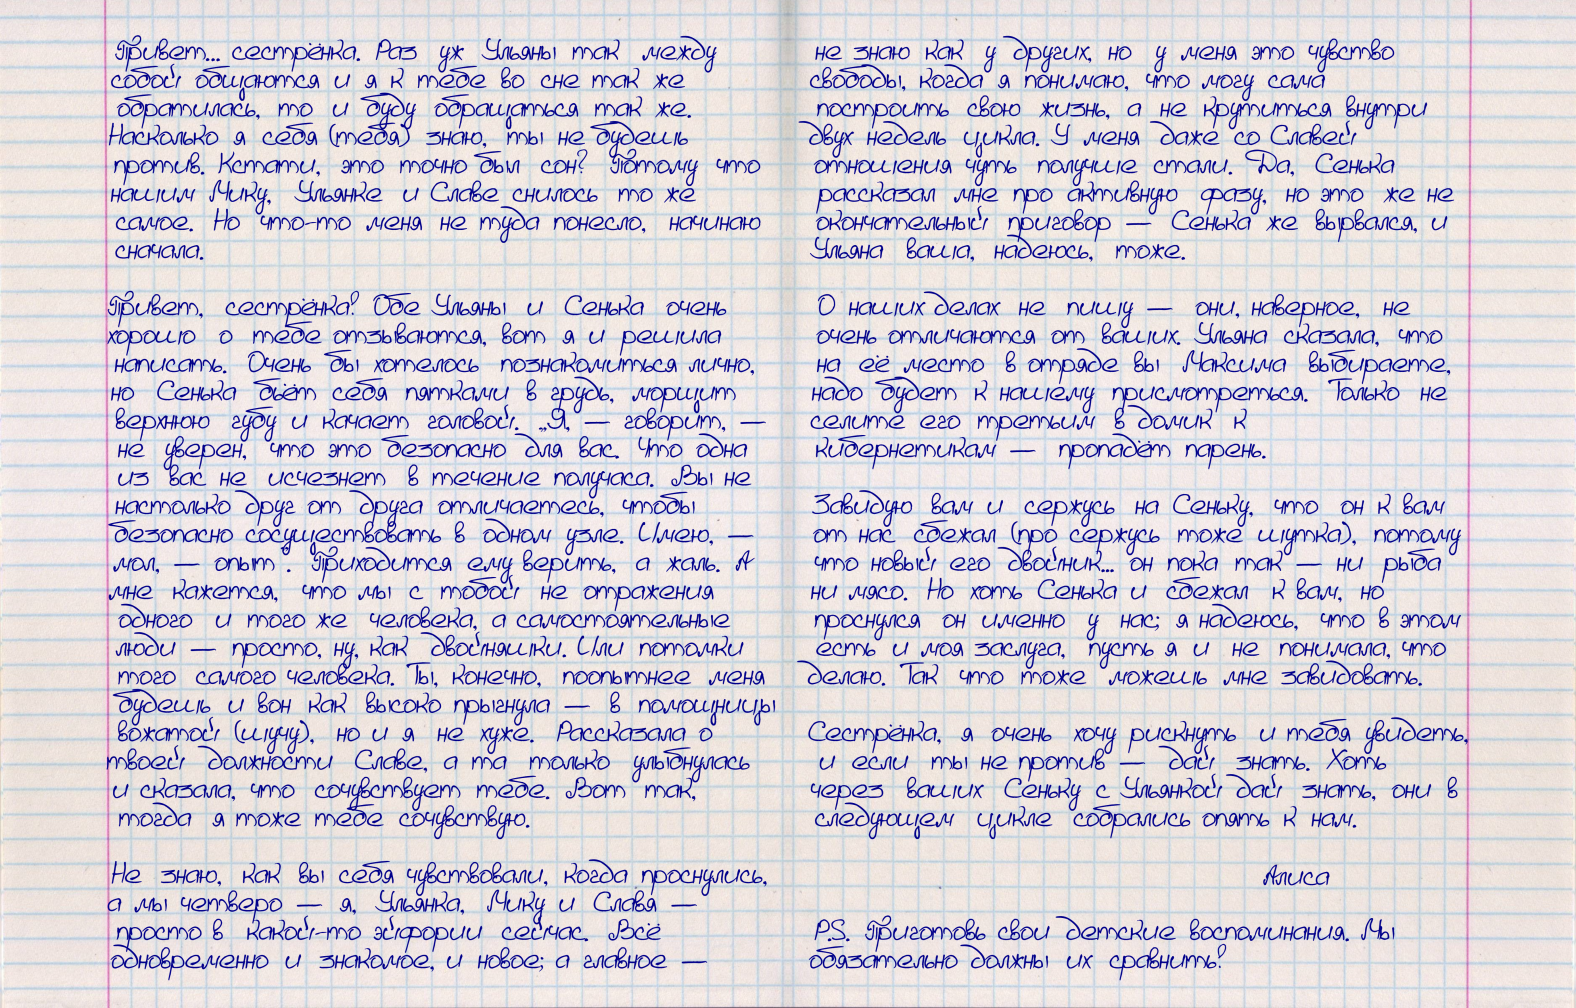 Привет... сестрёнка. Раз уж Ульяны так между
собой общаются и я к тебе во сне так же
обратилась, то и буду обращаться так же.
Насколько я себя (тебя) знаю, ты не будешь
против. Кстати, это точно был сон? Потому что
нашим Мику, Ульянке и Славе снилось то же
самое. Но что-то меня не туда понесло, начинаю
сначала.
Привет, сестрёнка! Обе Ульяны и Сенька очень
хорошо о тебе отзываются, вот я и решила
написать. Очень бы хотелось познакомиться лично,
но Сенька бьёт себя пятками в грудь, морщит
верхнюю губу и качает головой. „Я, — говорит, —
не уверен, что это безопасно для вас. Что одна
из вас не исчезнет в течение получаса. Вы не
настолько друг от друга отличаетесь, чтобы
безопасно сосуществовать в одном узле. Имею, —
мол, — опыт“. Приходится ему верить, а жаль. А
мне кажется, что мы с тобой не отражения
одного и того же человека, а самостоятельные
люди — просто, ну, как двойняшки. Или потомки
того самого человека. Ты, конечно, поопытнее меня
будешь и вон как высоко прыгнула — в помощницы
вожатой (шучу), но и я не хуже. Рассказала о
твоей должности Славе, а та только улыбнулась
и сказала, что сочувствует тебе. Вот так,
тогда я тоже тебе сочувствую.
Не знаю, как вы себя чувствовали, когда проснулись,
а мы четверо — я, Ульянка, Мику и Славя —
просто в какой-то эйфории сейчас. Всё
одновременно и знакомое, и новое; а главное —
не знаю как у других, но у меня это чувство
свободы, когда я понимаю, что могу сама
построить свою жизнь, а не крутиться внутри
двух недель цикла. У меня даже со Славей
отношения чуть получше стали. Да, Сенька
рассказал мне про активную фазу, но это же не
окончательный приговор — Сенька же вырвался, и
Ульяна ваша, надеюсь, тоже.
О наших делах не пишу — они, наверное, не
очень отличаются от ваших. Ульяна сказала, что
на её место в отряде вы Максима выбираете,
надо будет к нашему присмотреться. Только не
селите его третьим в домик к
кибернетикам — пропадёт парень.
Завидую вам и сержусь на Сеньку, что он к вам
от нас сбежал (про сержусь тоже шутка), потому
что новый его двойник... он пока так — ни рыба
ни мясо. Но хоть Сенька и сбежал к вам, но
проснулся он именно у нас; я надеюсь, что в этом
есть и моя заслуга, пусть я и не понимала, что
делаю. Так что тоже можешь мне завидовать.
Сестрёнка, я очень хочу рискнуть и тебя увидеть,
и если ты не против — дай знать. Хоть
через ваших Сеньку с Ульянкой дай знать, они в
следующем цикле собрались опять к нам.
Алиса
P.S. Приготовь свои детские воспоминания. Мы
обязательно должны их сравнить!